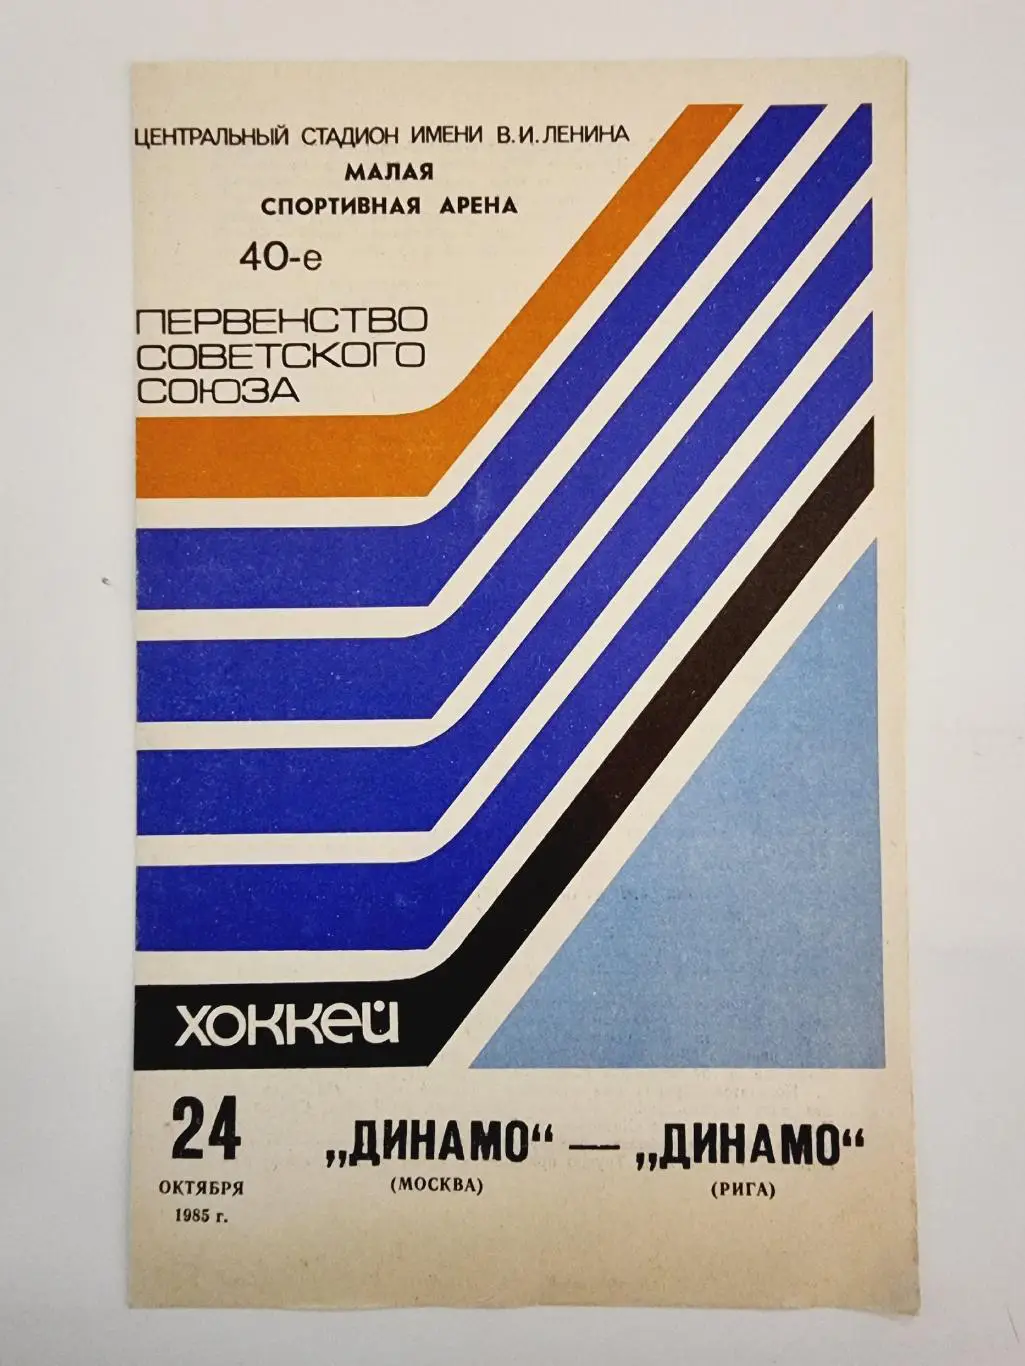 ЦЕНТРАЛЬНЫЙ СТАДИОН ИМЕНИ В.И.ЛЕНИНА
МАЛАЯ
СПОРТИВНАЯ АРЕНА
40-е
ПЕРВЕНСТВО
СОВЕТСКОГО
СОЮЗА
ХОККЕЙ
24
ОКТЯБРЯ
1985 г.
„ДИНАМО“ — „ДИНАМО“
(МОСКВА) (РИГА)